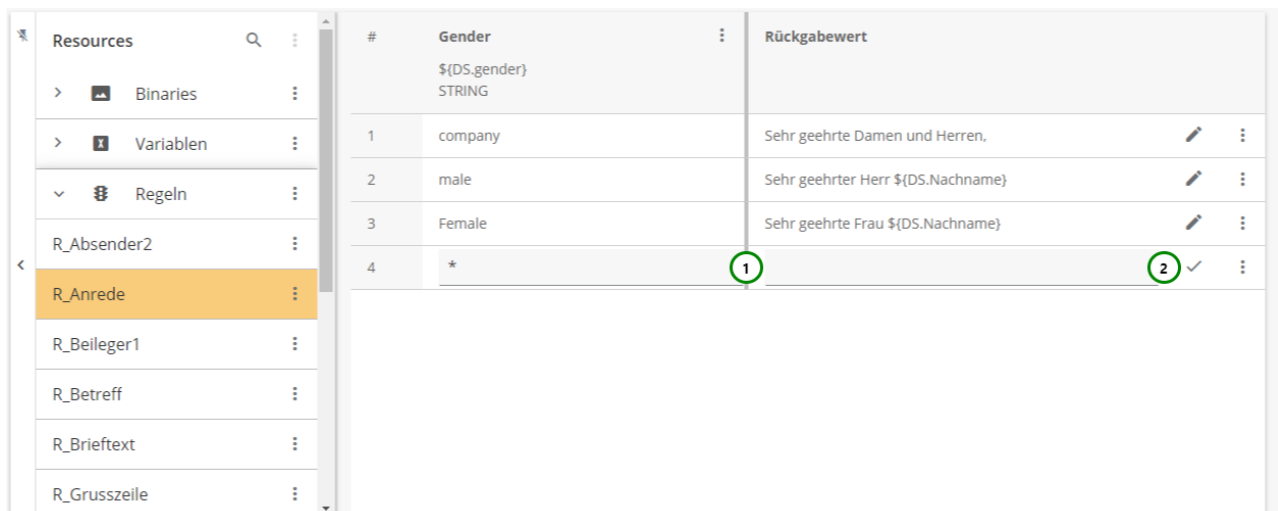 Resources
Binaries
Variablen
Regeln
R_Absender2
R_Anrede
R_Beileger1
R_Betreff
R_Brieftext
R_Grusszeile
# Gender Rückgabewert
${DS.gender}
STRING
1 company Sehr geehrte Damen und Herren,
2 male Sehr geehrter Herr ${DS.Nachname}
3 Female Sehr geehrte Frau ${DS.Nachname}
4 * 1 2